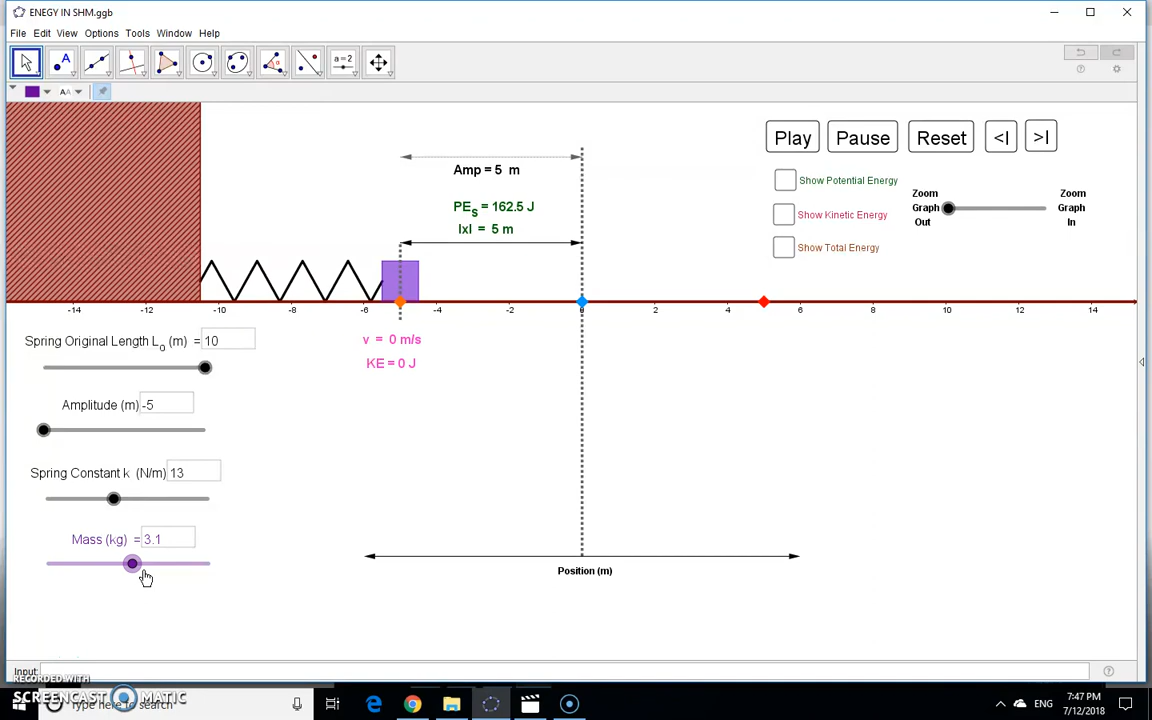 ENEGY IN SHM.ggb
File Edit View Options Tools Window Help
A
α
a=2
AA
Play Pause Reset <I >I
Amp = 5 m
Show Potential Energy
Zoom Graph Out
Zoom Graph In
PEs = 162.5 J
Show Kinetic Energy
IxI = 5 m
Show Total Energy
-14 -12 -10 -8 -6 -4 -2 0 2 4 6 8 10 12 14
Spring Original Length Lo (m) = 10
v = 0 m/s
KE = 0 J
Amplitude (m) -5
Spring Constant k (N/m) 13
Mass (kg) = 3.1
Position (m)
Input:
RECORDED WITH
SCREENCAST MATIC
Type here to search
ENG
7:47 PM
7/12/2018